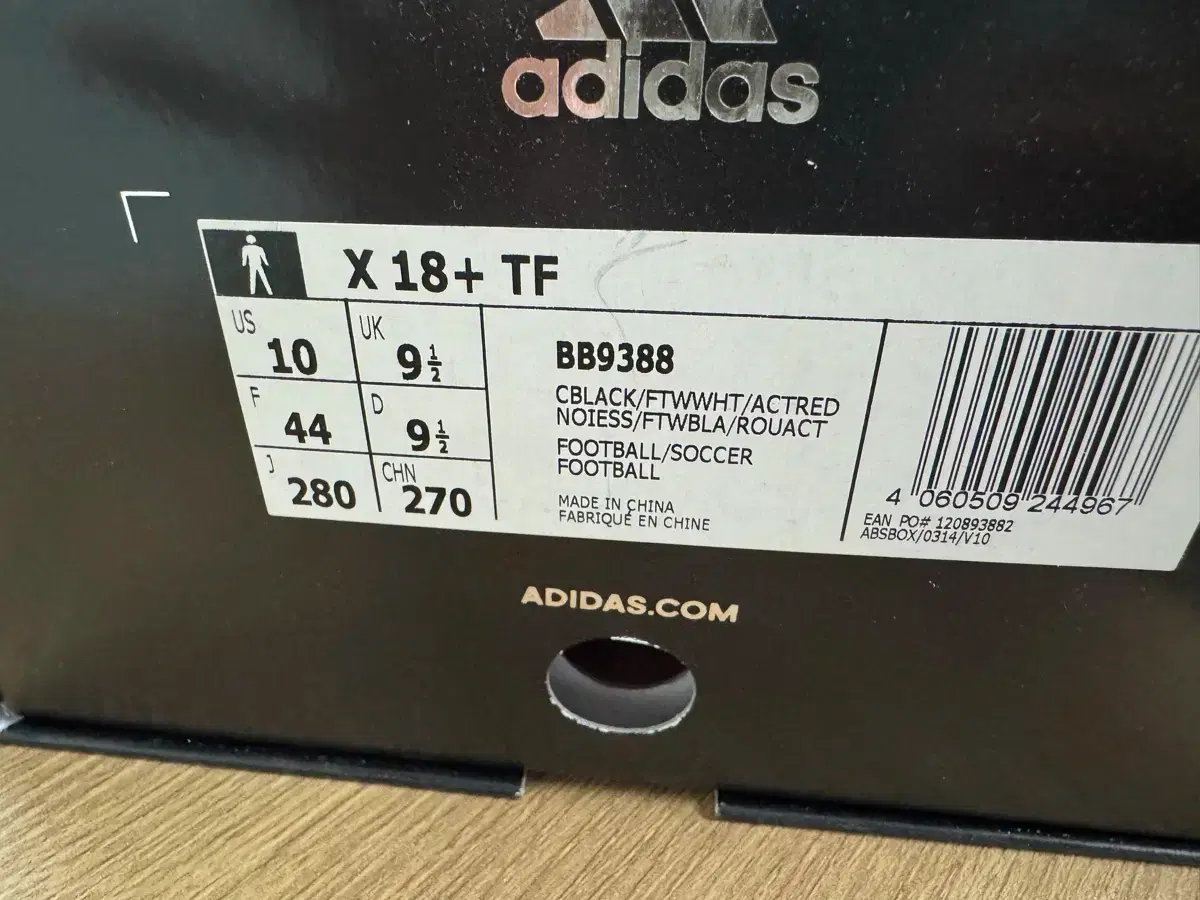 adidas
X 18+ TF
US 10
UK 9 1/2
F 44
D 9 1/2
J 280
CHN 270
BB9388
CBLACK/FTWWHT/ACTRED
NOIESS/FTWBLA/ROUACT
FOOTBALL/SOCCER
FOOTBALL
MADE IN CHINA
FABRIQUÉ EN CHINE
4 060509 244967
EAN PO# 120893882
ABSBOX/0314/V10
ADIDAS.COM